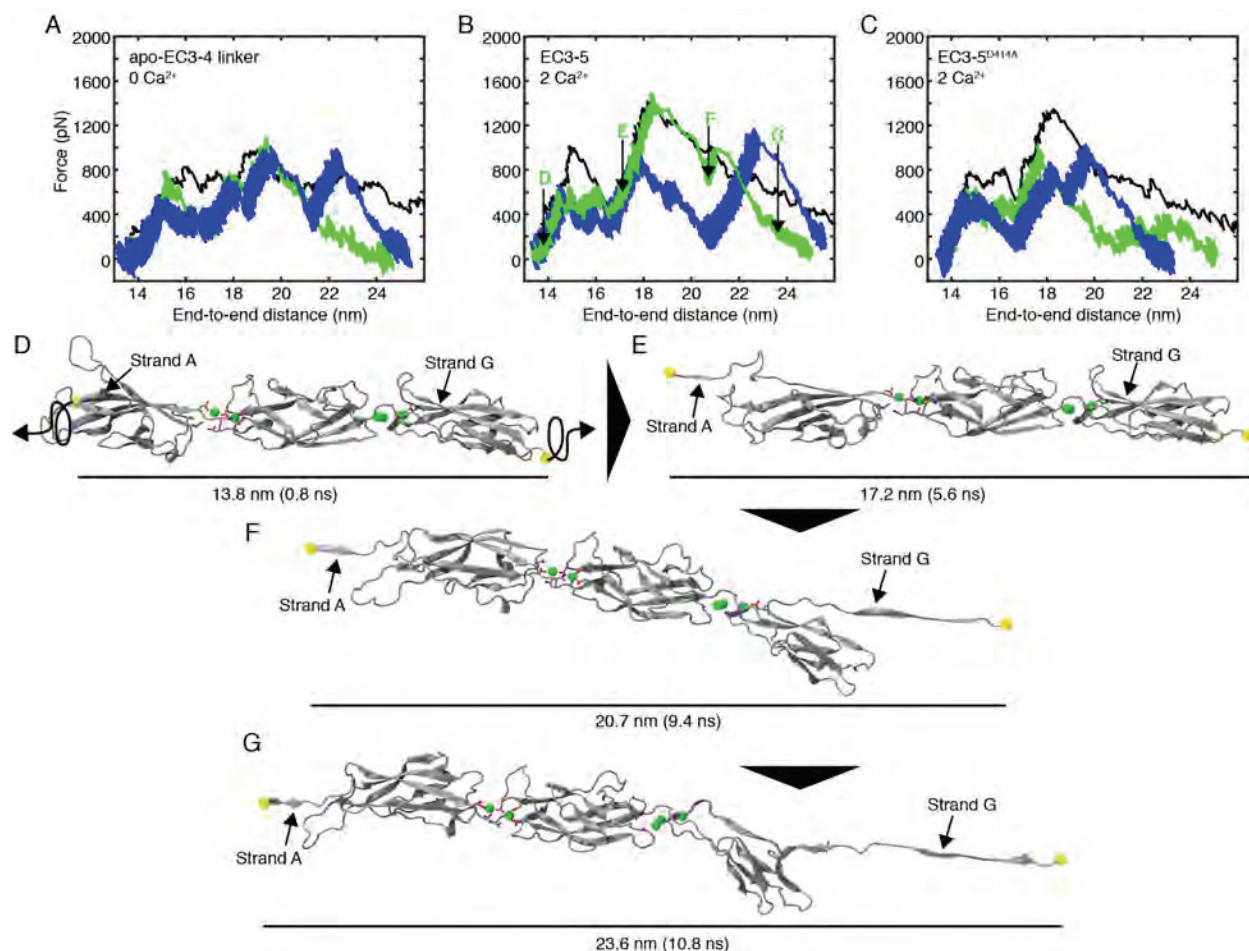 A
apo-EC3-4 linker
0 Ca²⁺
2000
1600
1200
800
400
0
Force (pN)
14 16 18 20 22 24
End-to-end distance (nm)
B
EC3-5
2 Ca²⁺
2000
1600
1200
800
400
0
D
E
F
G
14 16 18 20 22 24
End-to-end distance (nm)
C
EC3-5ᴰ⁴¹⁴ᴬ
2 Ca²⁺
2000
1600
1200
800
400
0
14 16 18 20 22 24
End-to-end distance (nm)
D
Strand A
Strand G
13.8 nm (0.8 ns)
E
Strand A
Strand G
17.2 nm (5.6 ns)
F
Strand A
Strand G
20.7 nm (9.4 ns)
G
Strand A
Strand G
23.6 nm (10.8 ns)